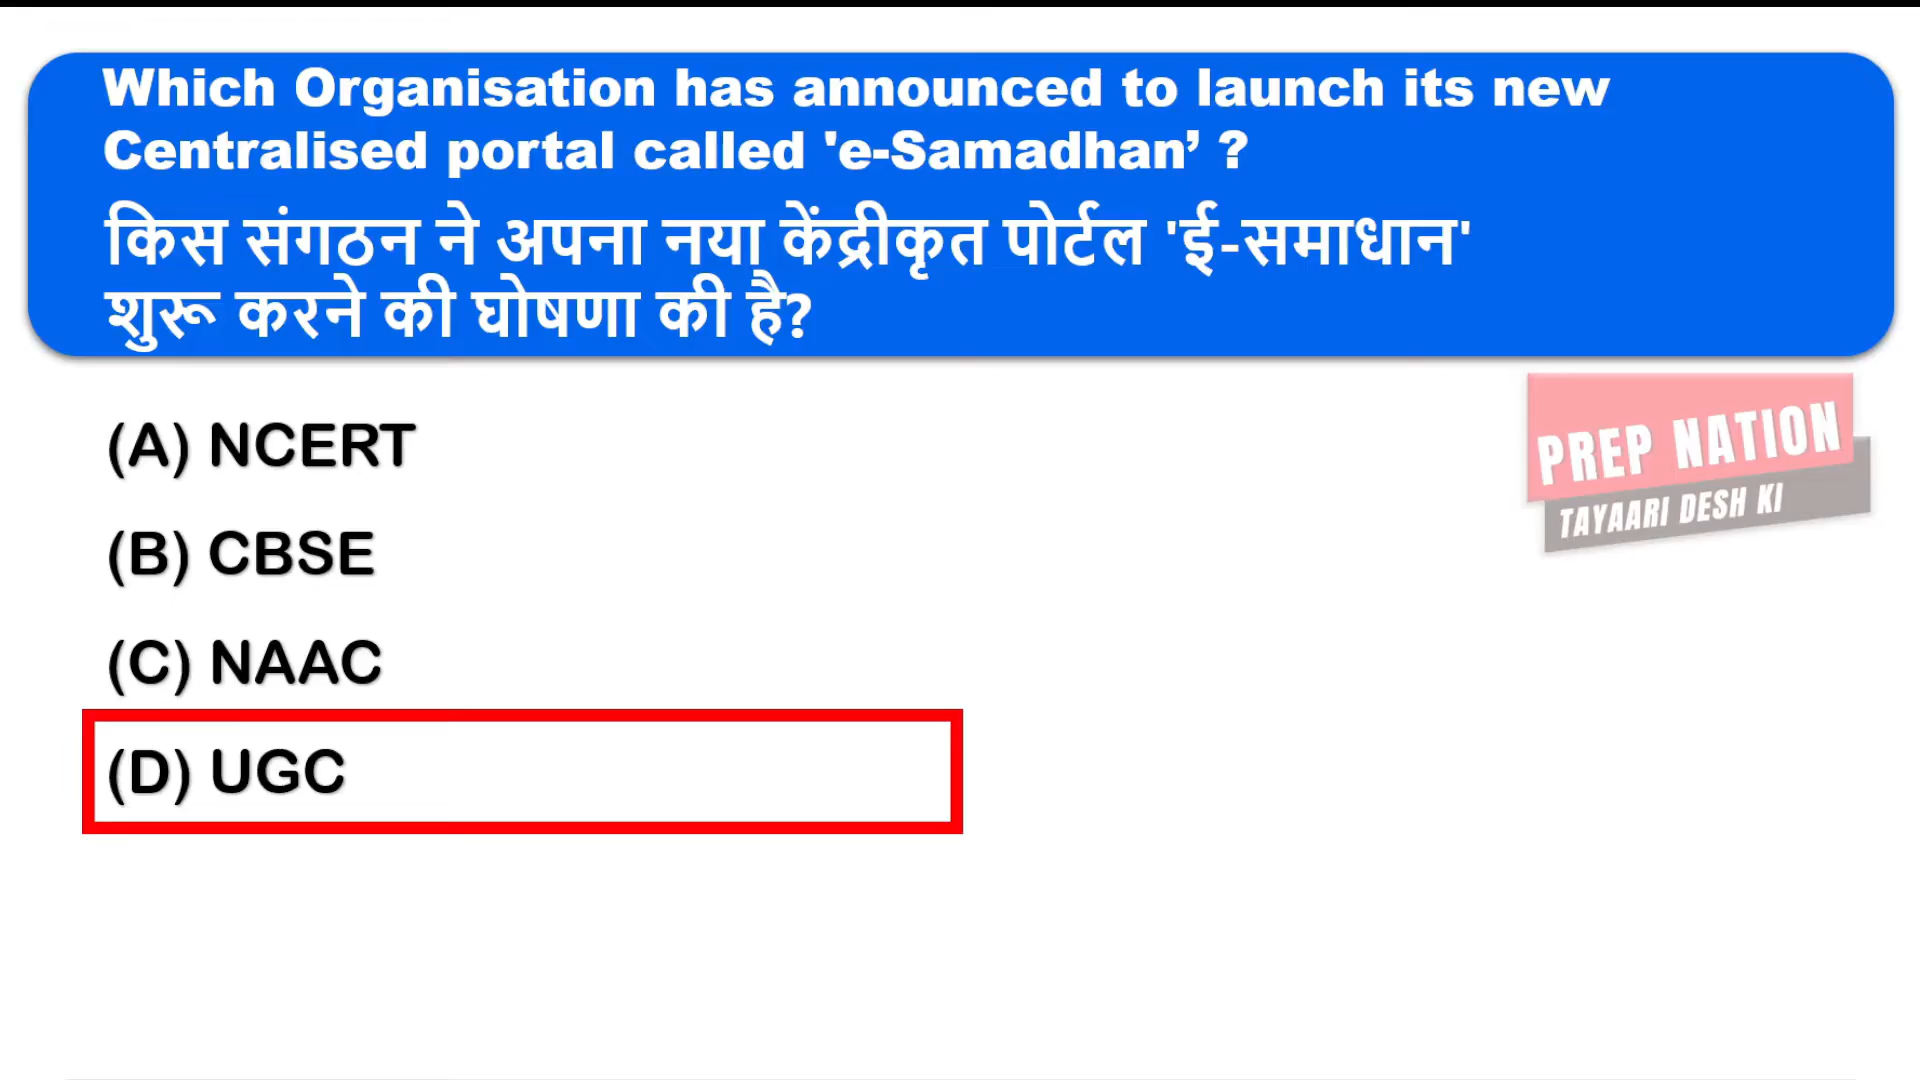 Which Organisation has announced to launch its new
Centralised portal called 'e-Samadhan’ ?
किस संगठन ने अपना नया केंद्रीकृत पोर्टल 'ई-समाधान'
शुरू करने की घोषणा की है?
(A) NCERT
(B) CBSE
(C) NAAC
(D) UGC
PREP NATION
TAYAARI DESH KI